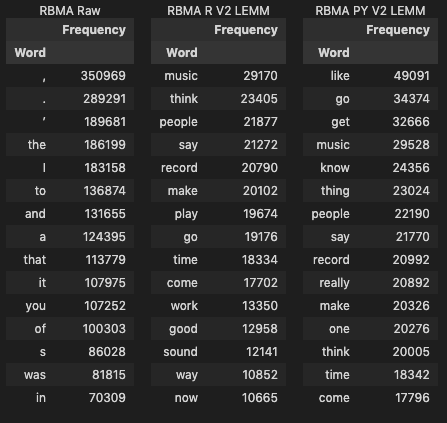 RBMA Raw RBMA R V2 LEMM RBMA PY V2 LEMM
Frequency Frequency Frequency
Word Word Word
, 350969 music 29170 like 49091
. 289291 think 23405 go 34374
’ 189681 people 21877 get 32666
the 186199 say 21272 music 29528
I 183158 record 20790 know 24356
to 136874 make 20102 thing 23024
and 131655 play 19674 people 22190
a 124395 go 19176 say 21770
that 113779 time 18334 record 20992
it 107975 come 17702 really 20892
you 107252 work 13350 make 20326
of 100303 good 12958 one 20276
s 86028 sound 12141 think 20005
was 81815 way 10852 time 18342
in 70309 now 10665 come 17796